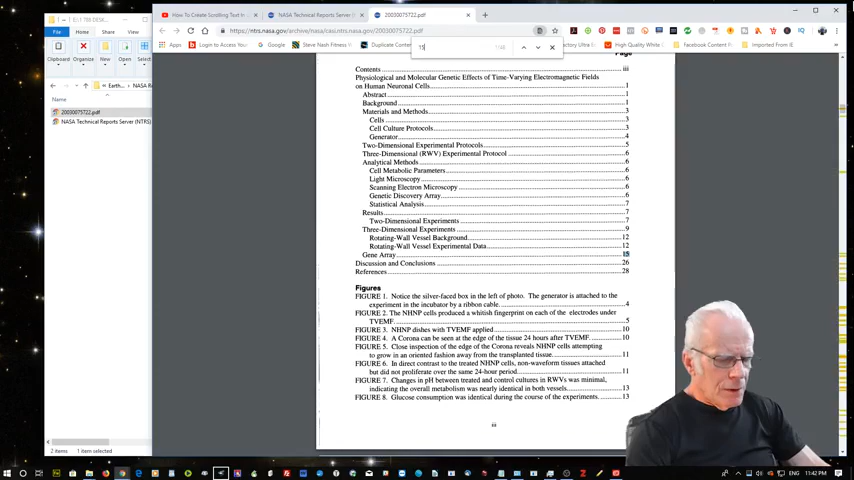 How To Create Scrolling Text In
NASA Technical Reports Server (
20030075722.pdf
https://ntrs.nasa.gov/archive/nasa/casi.ntrs.nasa.gov/20030075722.pdf
Apps
Login to Access Your
Google
Steve Nash Fitness
Duplicate Content
High Quality White
Facebook Content P
Imported From IE
15
File
Home
Clipboard
Organize
New
Open
Select
Earth...
NASA R
Name
20030075722.pdf
NASA Technical Reports Server (NTRS)
2 items
1 item selected
Page
Contents iii
Physiological and Molecular Genetic Effects of Time-Varying Electromagnetic Fields
on Human Neuronal Cells 1
Abstract 1
Background 1
Materials and Methods 3
Cells 3
Cell Culture Protocols 3
Generator 4
Two-Dimensional Experimental Protocols 5
Three-Dimensional (RWV) Experimental Protocol 6
Analytical Methods 6
Cell Metabolic Parameters 6
Light Microscopy 6
Scanning Electron Microscopy 6
Genetic Discovery Array 6
Statistical Analysis 7
Results 7
Two-Dimensional Experiments 7
Three-Dimensional Experiments 9
Rotating-Wall Vessel Background 12
Rotating-Wall Vessel Experimental Data 12
Gene Array 15
Discussion and Conclusions 26
References 28
Figures
FIGURE 1. Notice the silver-faced box in the left of photo. The generator is attached to the
experiment in the incubator by a ribbon cable. 4
FIGURE 2. The NHNP cells produced a whitish fingerprint on each of the electrodes under
TVEMF. 5
FIGURE 3. NHNP dishes with TVEMF applied 10
FIGURE 4. A Corona can be seen at the edge of the tissue 24 hours after TVEMF. 10
FIGURE 5. Close inspection of the edge of the Corona reveals NHNP cells attempting
to grow in an oriented fashion away from the transplanted tissue. 11
FIGURE 6. In direct contrast to the treated NHNP cells, non-waveform tissues attached
but did not proliferate over the same 24-hour period. 11
FIGURE 7. Changes in pH between treated and control cultures in RWVs was minimal,
indicating the overall metabolism was nearly identical in both vessels. 13
FIGURE 8. Glucose consumption was identical during the course of the experiments. 13
iii
ENG
11:42 PM